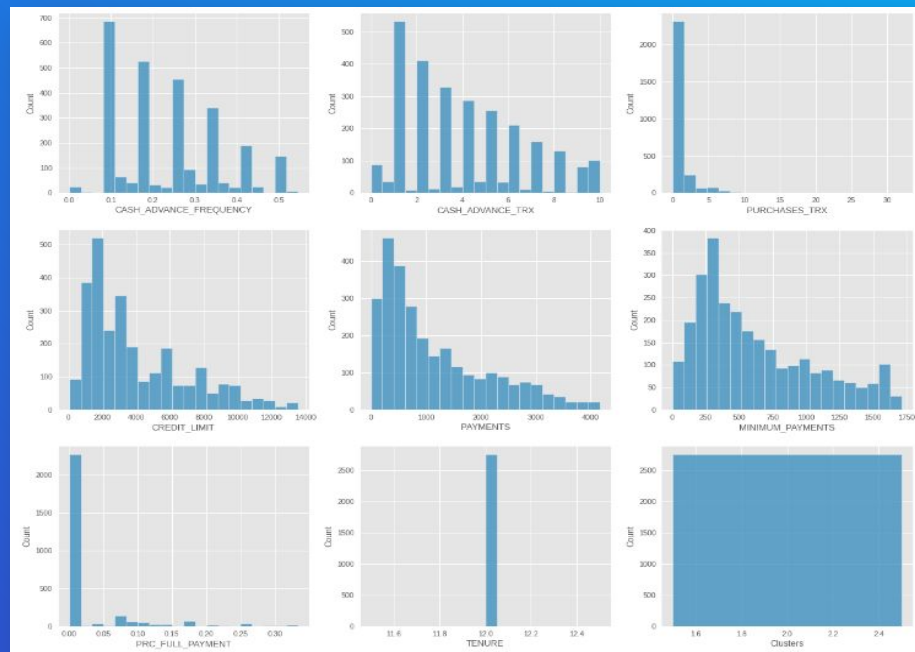 700
600
500
400
300
200
100
0
Count
0.0 0.1 0.2 0.3 0.4 0.5
CASH_ADVANCE_FREQUENCY
500
400
300
200
100
0
Count
0 2 4 6 8 10
CASH_ADVANCE_TRX
2000
1500
1000
500
0
Count
0 5 10 15 20 25 30
PURCHASES_TRX
500
400
300
200
100
0
Count
0 2000 4000 6000 8000 10000 12000 14000
CREDIT_LIMIT
400
300
200
100
0
Count
0 1000 2000 3000 4000
PAYMENTS
400
350
300
250
200
150
100
50
0
Count
0 250 500 750 1000 1250 1500 1750
MINIMUM_PAYMENTS
2000
1500
1000
500
0
Count
0.00 0.05 0.10 0.15 0.20 0.25 0.30
PRC_FULL_PAYMENT
2500
2000
1500
1000
500
0
Count
11.6 11.8 12.0 12.2 12.4
TENURE
2500
2000
1500
1000
500
0
Count
1.6 1.8 2.0 2.2 2.4
Clusters